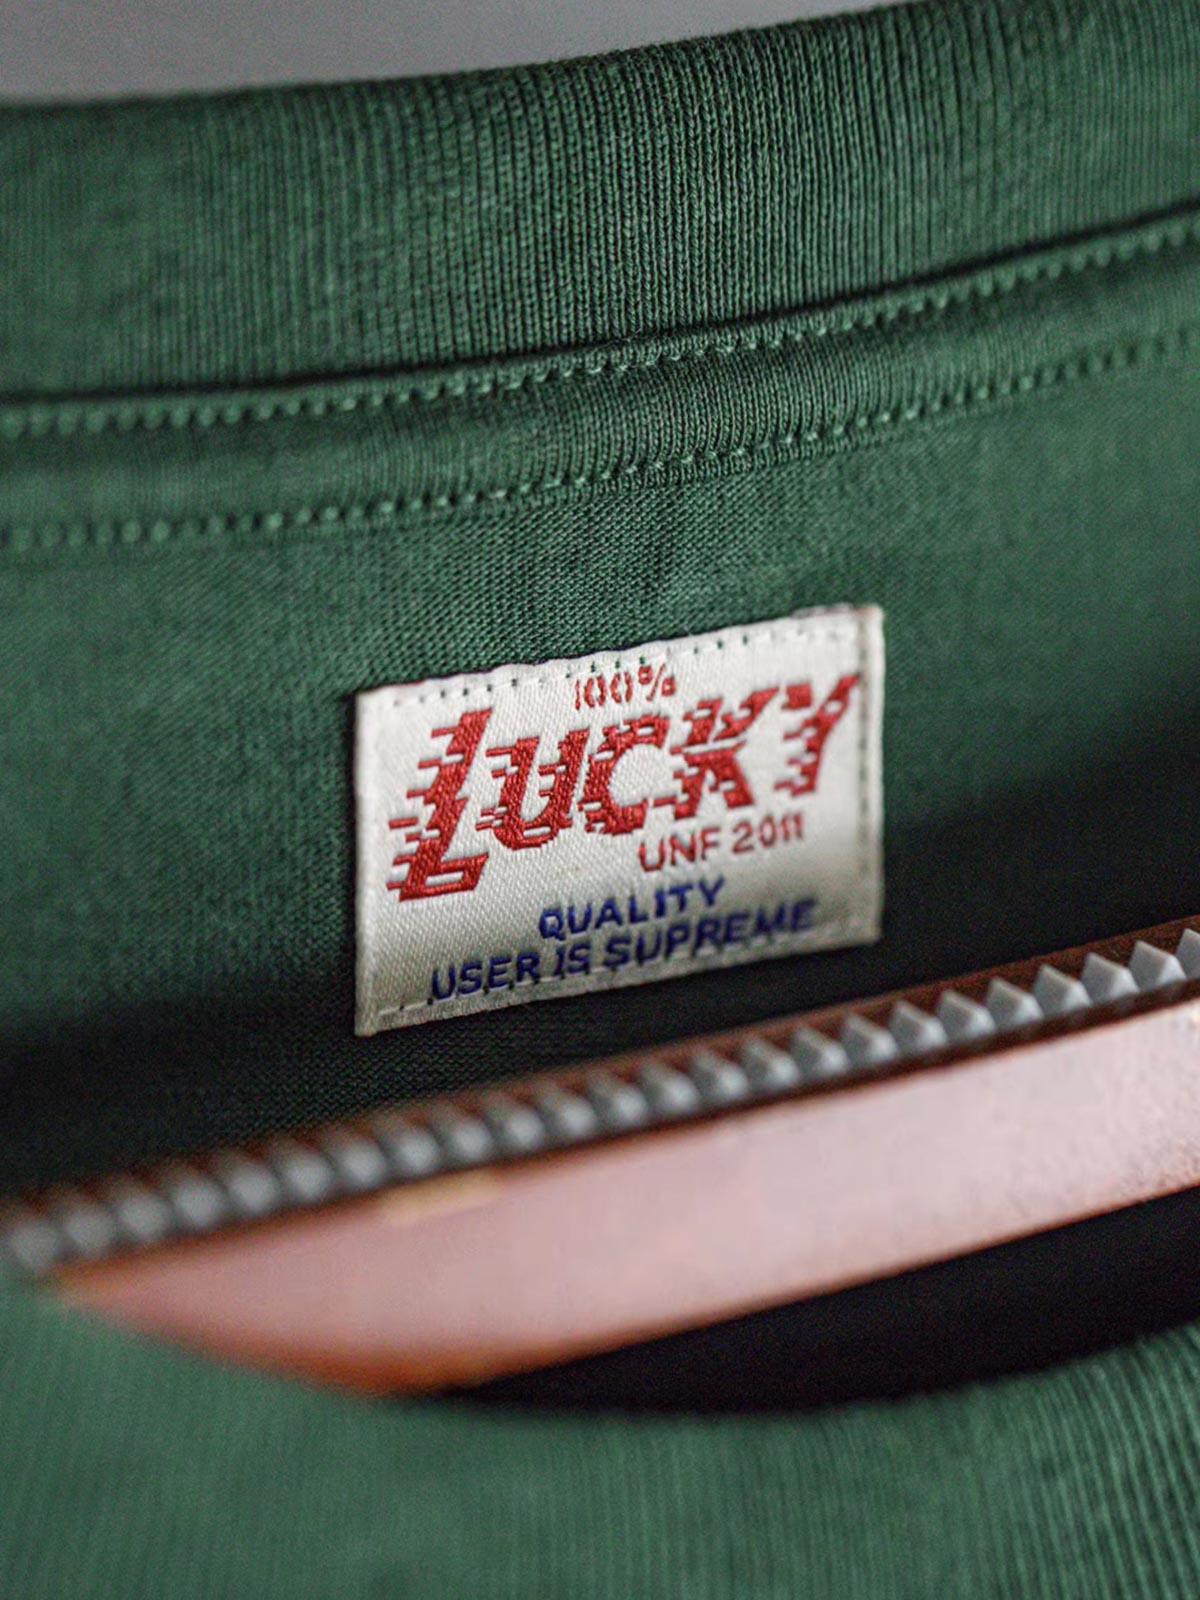 100%
LUCKY
UNF 2011
QUALITY
USER IS SUPREME